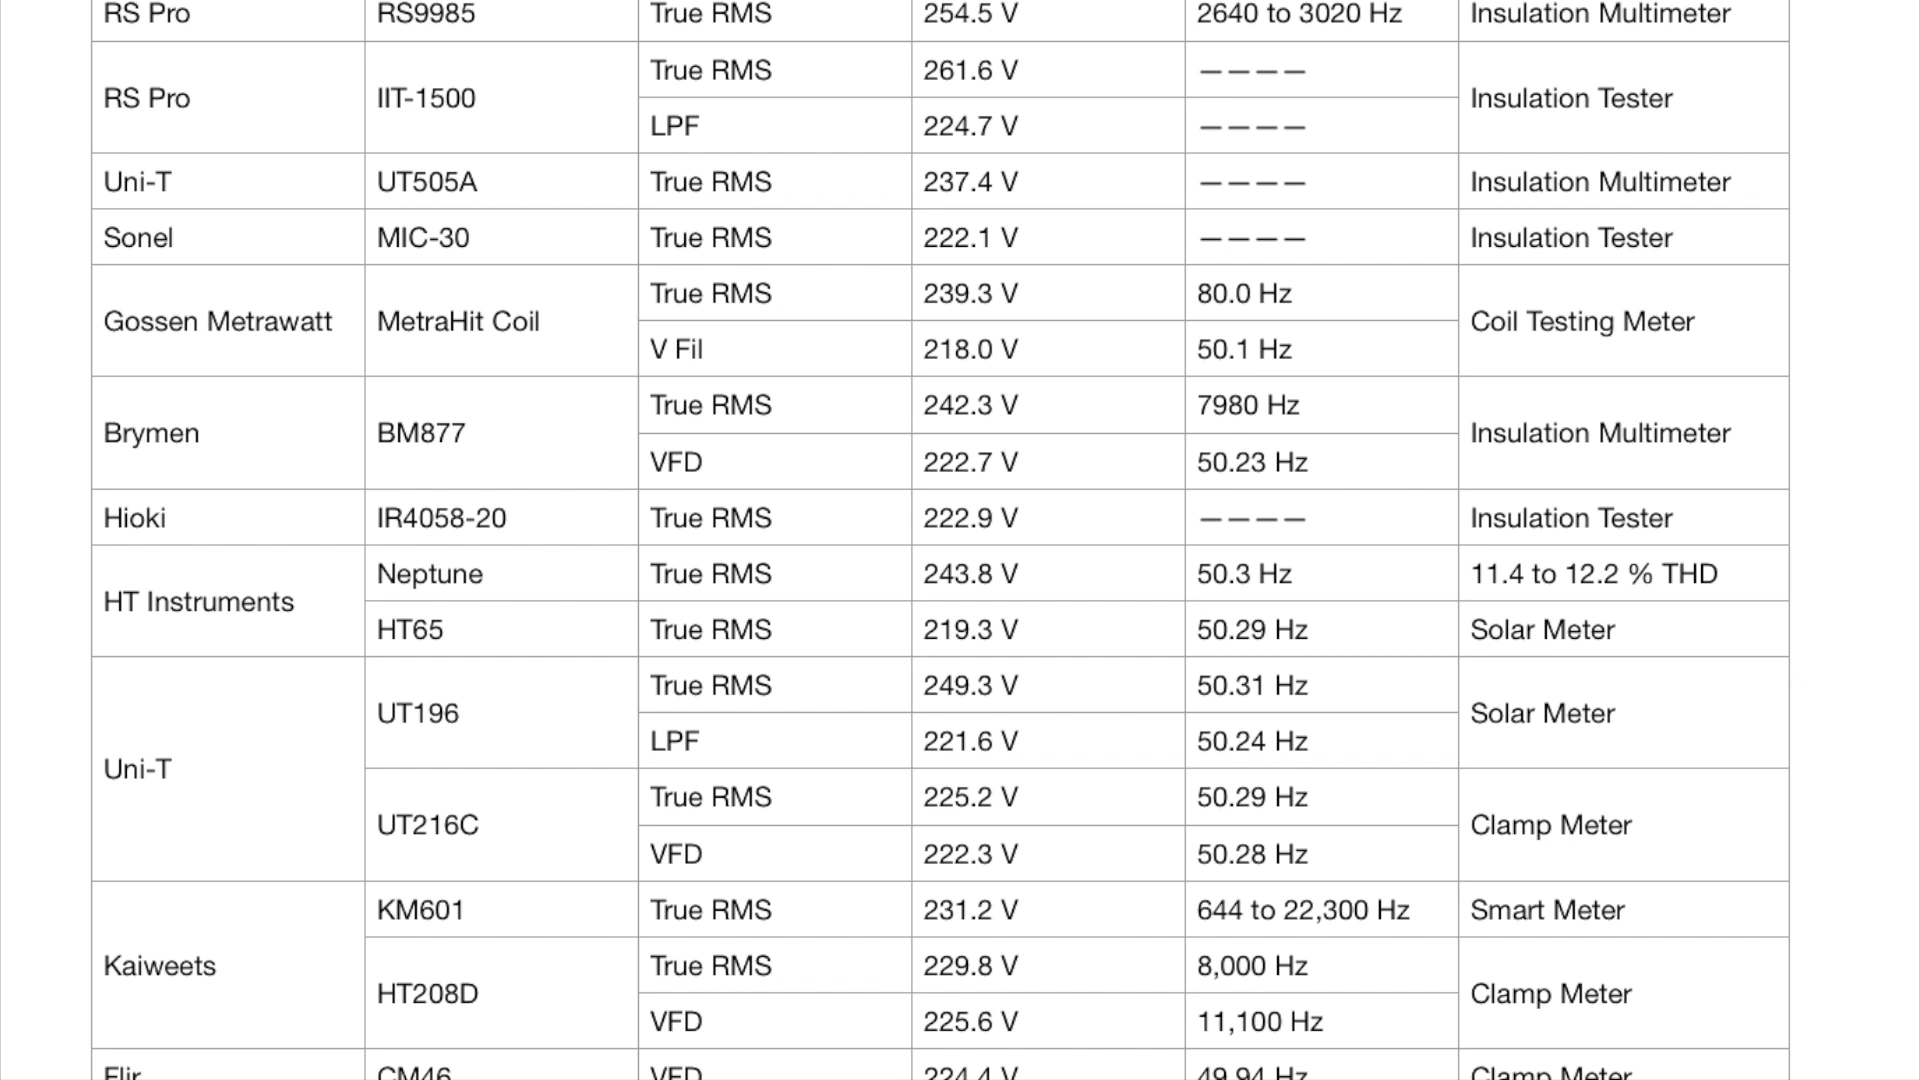 RS Pro RS9985 True RMS 254.5 V 2640 to 3020 Hz Insulation Multimeter
RS Pro IIT-1500 True RMS 261.6 V ———— Insulation Tester
LPF 224.7 V ————
Uni-T UT505A True RMS 237.4 V ———— Insulation Multimeter
Sonel MIC-30 True RMS 222.1 V ———— Insulation Tester
Gossen Metrawatt MetraHit Coil True RMS 239.3 V 80.0 Hz Coil Testing Meter
V Fil 218.0 V 50.1 Hz
Brymen BM877 True RMS 242.3 V 7980 Hz Insulation Multimeter
VFD 222.7 V 50.23 Hz
Hioki IR4058-20 True RMS 222.9 V ———— Insulation Tester
HT Instruments Neptune True RMS 243.8 V 50.3 Hz 11.4 to 12.2 % THD
HT65 True RMS 219.3 V 50.29 Hz Solar Meter
Uni-T UT196 True RMS 249.3 V 50.31 Hz Solar Meter
LPF 221.6 V 50.24 Hz
UT216C True RMS 225.2 V 50.29 Hz Clamp Meter
VFD 222.3 V 50.28 Hz
Kaiweets KM601 True RMS 231.2 V 644 to 22,300 Hz Smart Meter
HT208D True RMS 229.8 V 8,000 Hz Clamp Meter
VFD 225.6 V 11,100 Hz
Flir CM46 VFD 224.4 V 49.94 Hz Clamp Meter